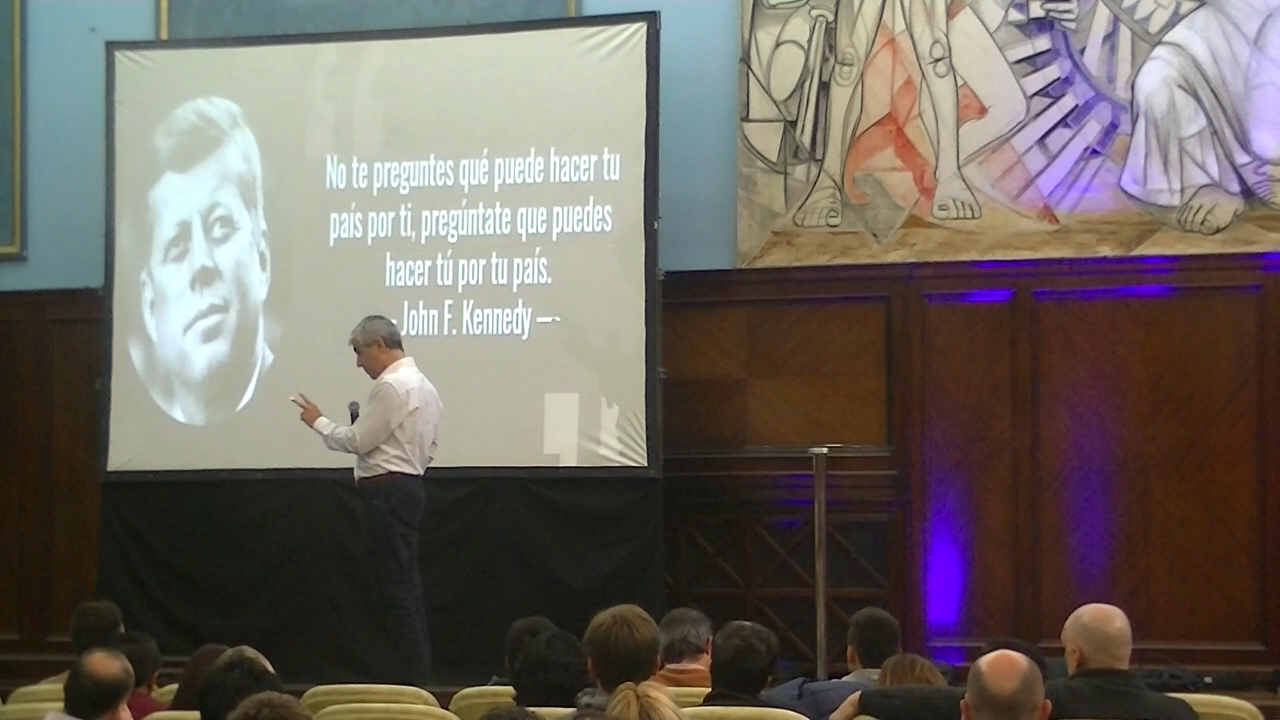 No te preguntes qué puede hacer tu
país por ti, pregúntate que puedes
hacer tú por tu país.
- John F. Kennedy —